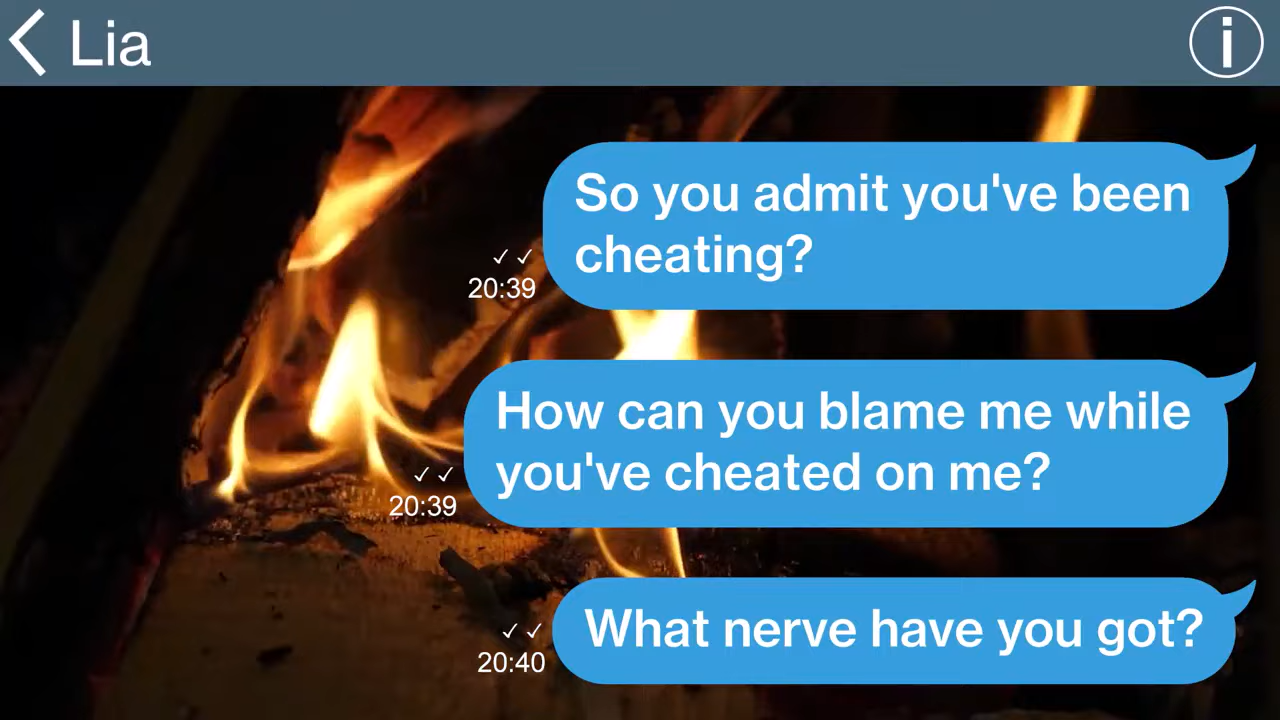 Lia
So you admit you've been
cheating?
20:39
How can you blame me while
you've cheated on me?
20:39
What nerve have you got?
20:40